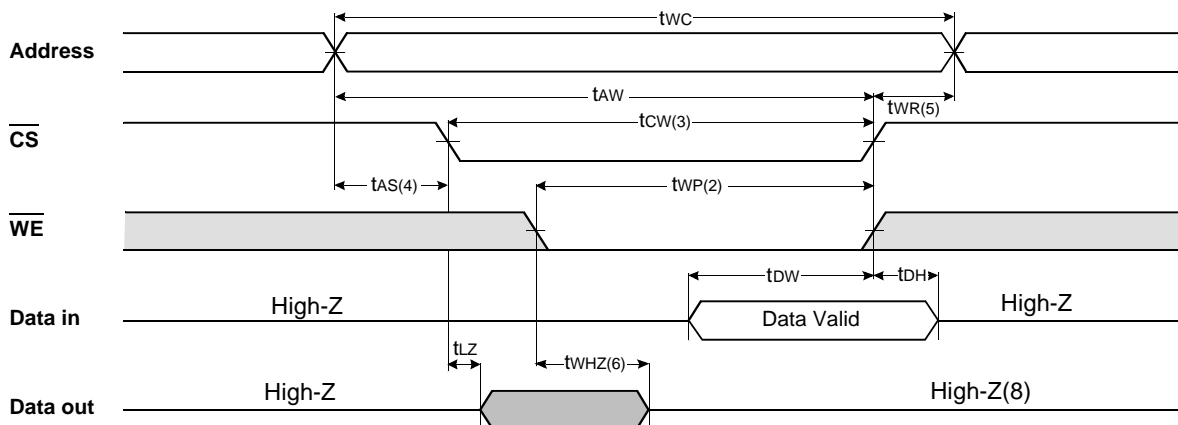 tWC
Address
tAW
tWR(5)
CS
tCW(3)
tAS(4)
tWP(2)
WE
tDW
tDH
High-Z
Data Valid
High-Z
Data in
tLZ
tWHZ(6)
High-Z
High-Z(8)
Data out